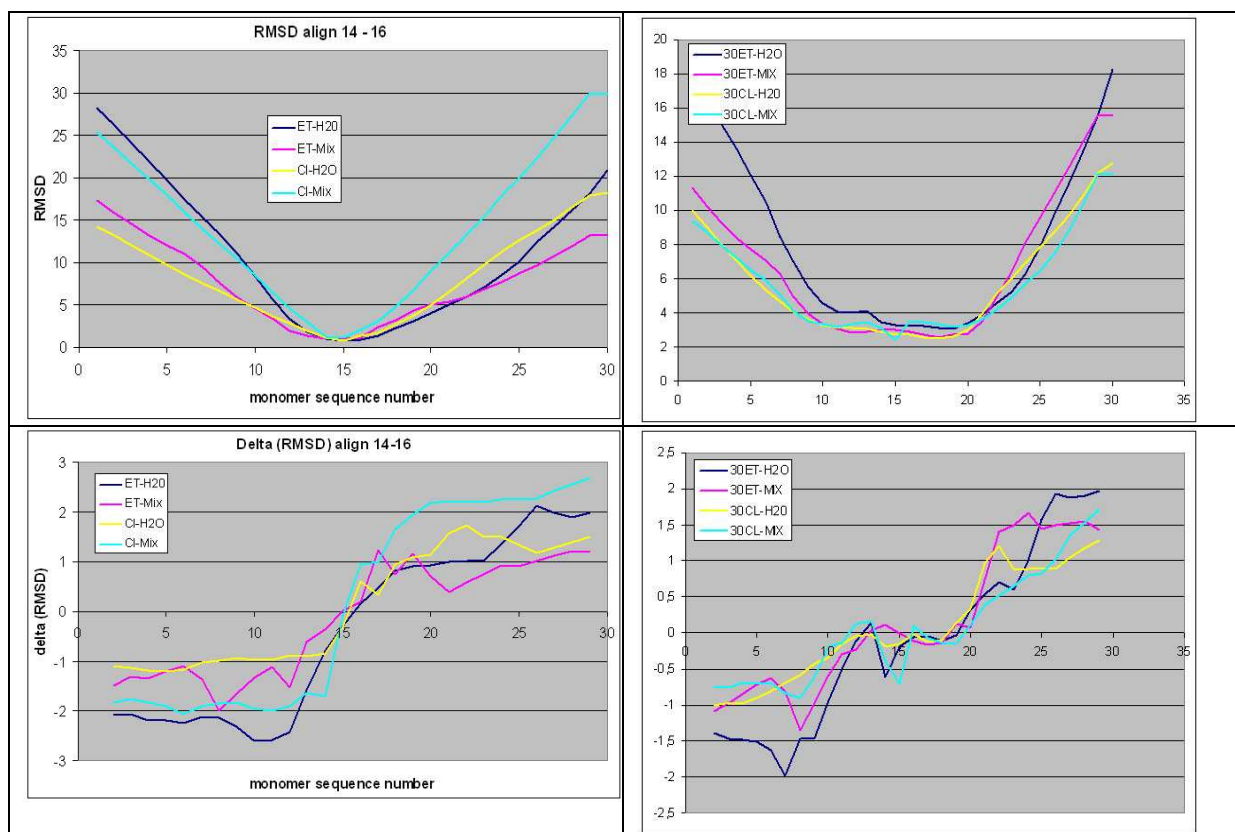 RMSD align 14 - 16
35
30
25
20
15
10
5
0
RMSD
ET-H20
ET-Mix
Cl-H2O
Cl-Mix
0 5 10 15 20 25 30
monomer sequence number
20
18
16
14
12
10
8
6
4
2
0
30ET-H2O
30ET-MIX
30CL-H20
30CL-MIX
0 5 10 15 20 25 30 35
Delta (RMSD) align 14-16
3
2
1
0
-1
-2
-3
delta (RMSD)
ET-H20
ET-Mix
Cl-H2O
Cl-Mix
0 5 10 15 20 25 30
monomer sequence number
2,5
2
1,5
1
0,5
0
-0,5
-1
-1,5
-2
-2,5
30ET-H2O
30ET-MIX
30CL-H20
30CL-MIX
0 5 10 15 20 25 30 35